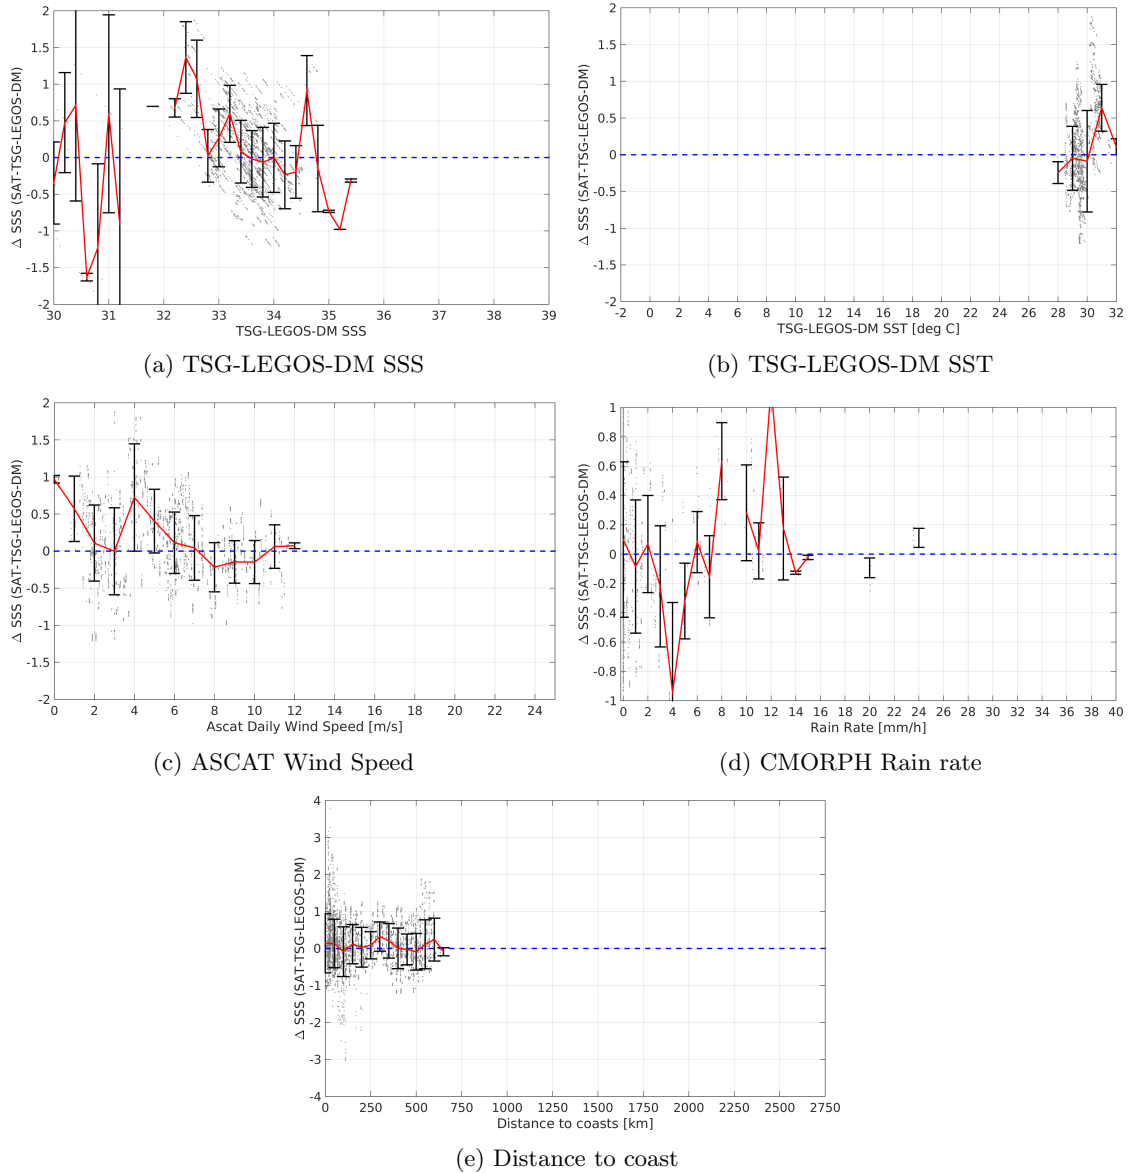 2
1.5
1
0.5
0
-0.5
-1
-1.5
-2
Δ SSS (SAT-TSG-LEGOS-DM)
30 31 32 33 34 35 36 37 38 39
TSG-LEGOS-DM SSS
(a) TSG-LEGOS-DM SSS
2
1.5
1
0.5
0
-0.5
-1
-1.5
-2
Δ SSS (SAT-TSG-LEGOS-DM)
-2 0 2 4 6 8 10 12 14 16 18 20 22 24 26 28 30 32
TSG-LEGOS-DM SST [deg C]
(b) TSG-LEGOS-DM SST
2
1.5
1
0.5
0
-0.5
-1
-1.5
-2
Δ SSS (SAT-TSG-LEGOS-DM)
0 2 4 6 8 10 12 14 16 18 20 22 24
Ascat Daily Wind Speed [m/s]
(c) ASCAT Wind Speed
1
0.8
0.6
0.4
0.2
0
-0.2
-0.4
-0.6
-0.8
-1
Δ SSS (SAT-TSG-LEGOS-DM)
0 2 4 6 8 10 12 14 16 18 20 22 24 26 28 30 32 34 36 38 40
Rain Rate [mm/h]
(d) CMORPH Rain rate
4
3
2
1
0
-1
-2
-3
-4
Δ SSS (SAT-TSG-LEGOS-DM)
0 250 500 750 1000 1250 1500 1750 2000 2250 2500 2750
Distance to coasts [km]
(e) Distance to coast